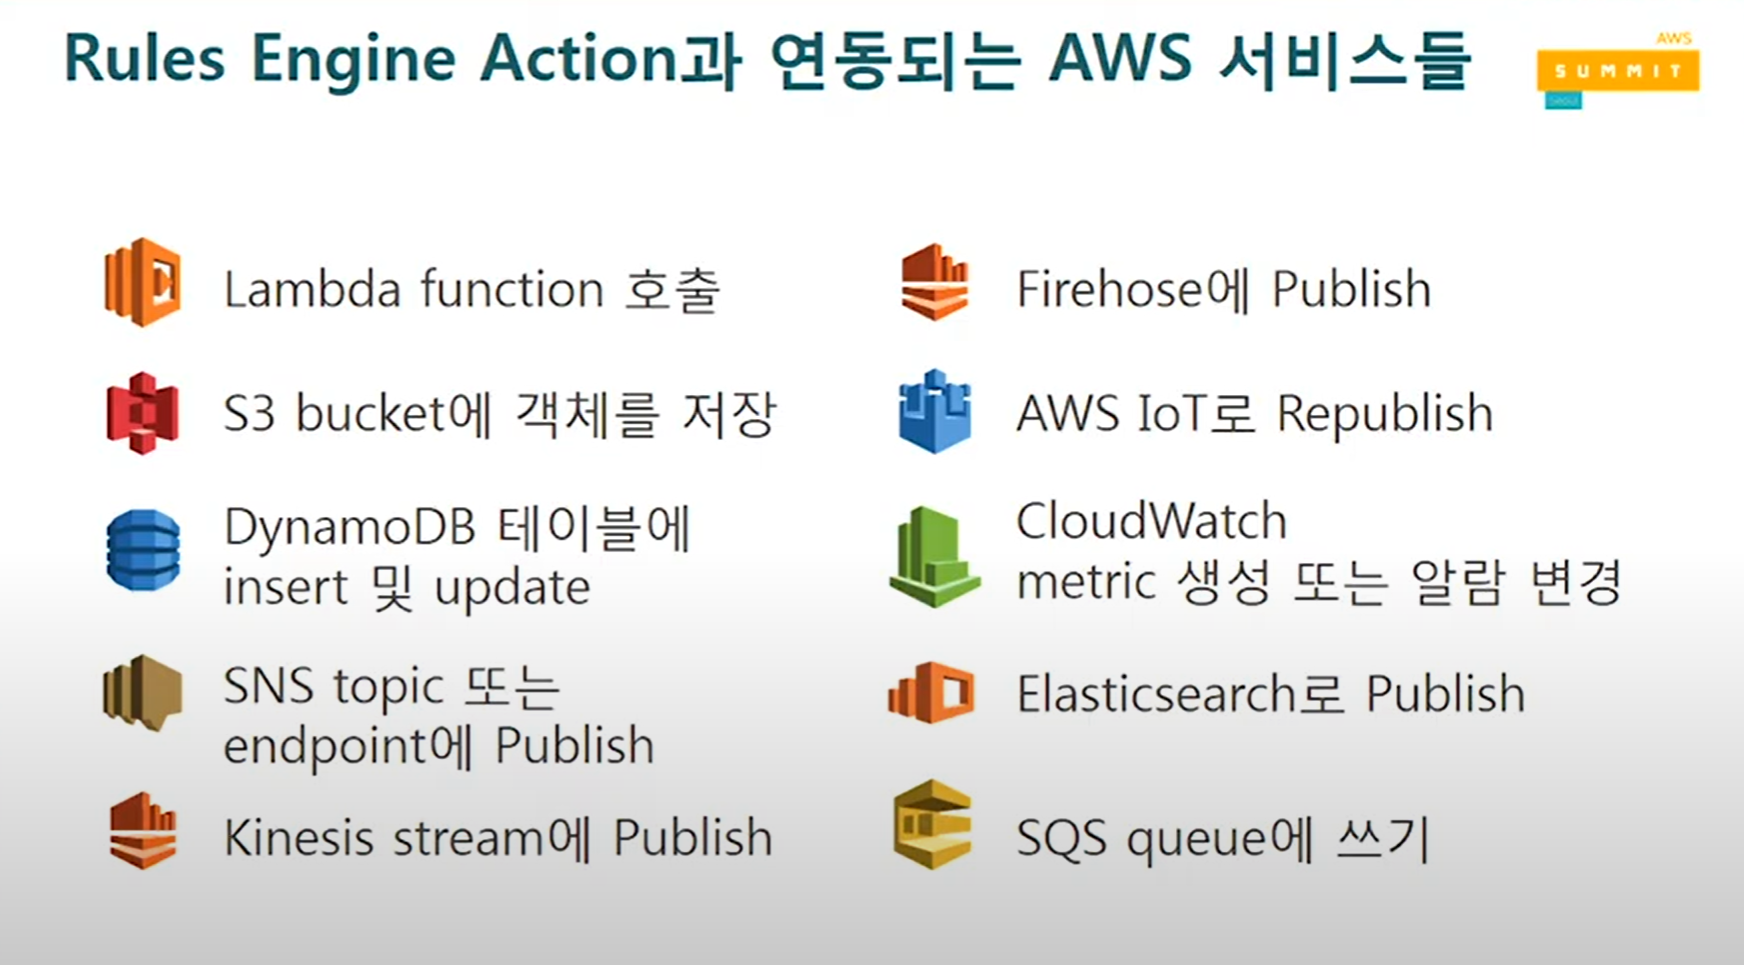 Rules Engine Action과 연동되는 AWS 서비스들
AWS
SUMMIT
Seoul
Lambda function 호출
S3 bucket에 객체를 저장
DynamoDB 테이블에
insert 및 update
SNS topic 또는
endpoint에 Publish
Kinesis stream에 Publish
Firehose에 Publish
AWS IoT로 Republish
CloudWatch
metric 생성 또는 알람 변경
Elasticsearch로 Publish
SQS queue에 쓰기